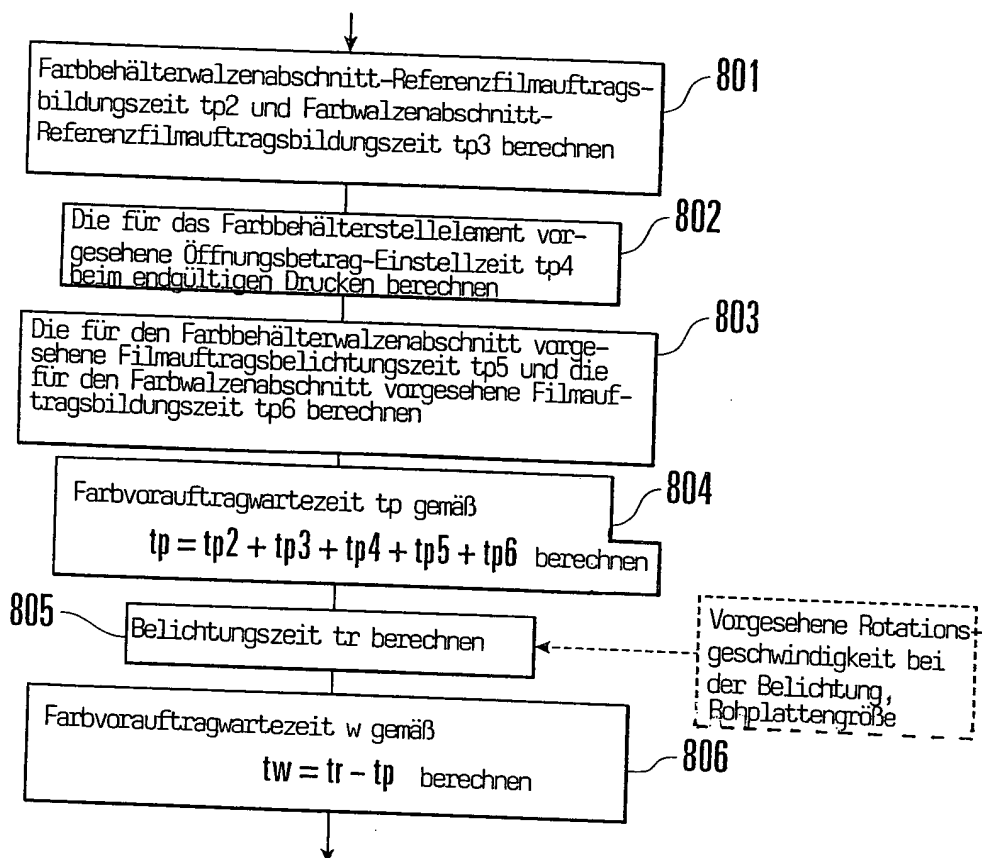 Farbbehälterwalzenabschnitt-Referenzfilmauftrags-
bildungszeit tp2 und Farbwalzenabschnitt-
Referenzfilmauftragsbildungszeit tp3 berechnen
801
Die für das Farbbehälterstellelement vor-
gesehene Öffnungsbetrag-Einstellzeit tp4
beim endgültigen Drucken berechnen
802
Die für den Farbbehälterwalzenabschnitt vorge-
sehene Filmauftragsbelichtungszeit tp5 und die
für den Farbwalzenabschnitt vorgesehene Filmauf-
tragsbildungszeit tp6 berechnen
803
Farbvorauftragwartezeit tp gemäß
tp = tp2 + tp3 + tp4 + tp5 + tp6 berechnen
804
805
Belichtungszeit tr berechnen
Vorgesehene Rotations-
geschwindigkeit bei
der Belichtung,
Rohplattengröße
Farbvorauftragwartezeit w gemäß
tw = tr – tp berechnen
806